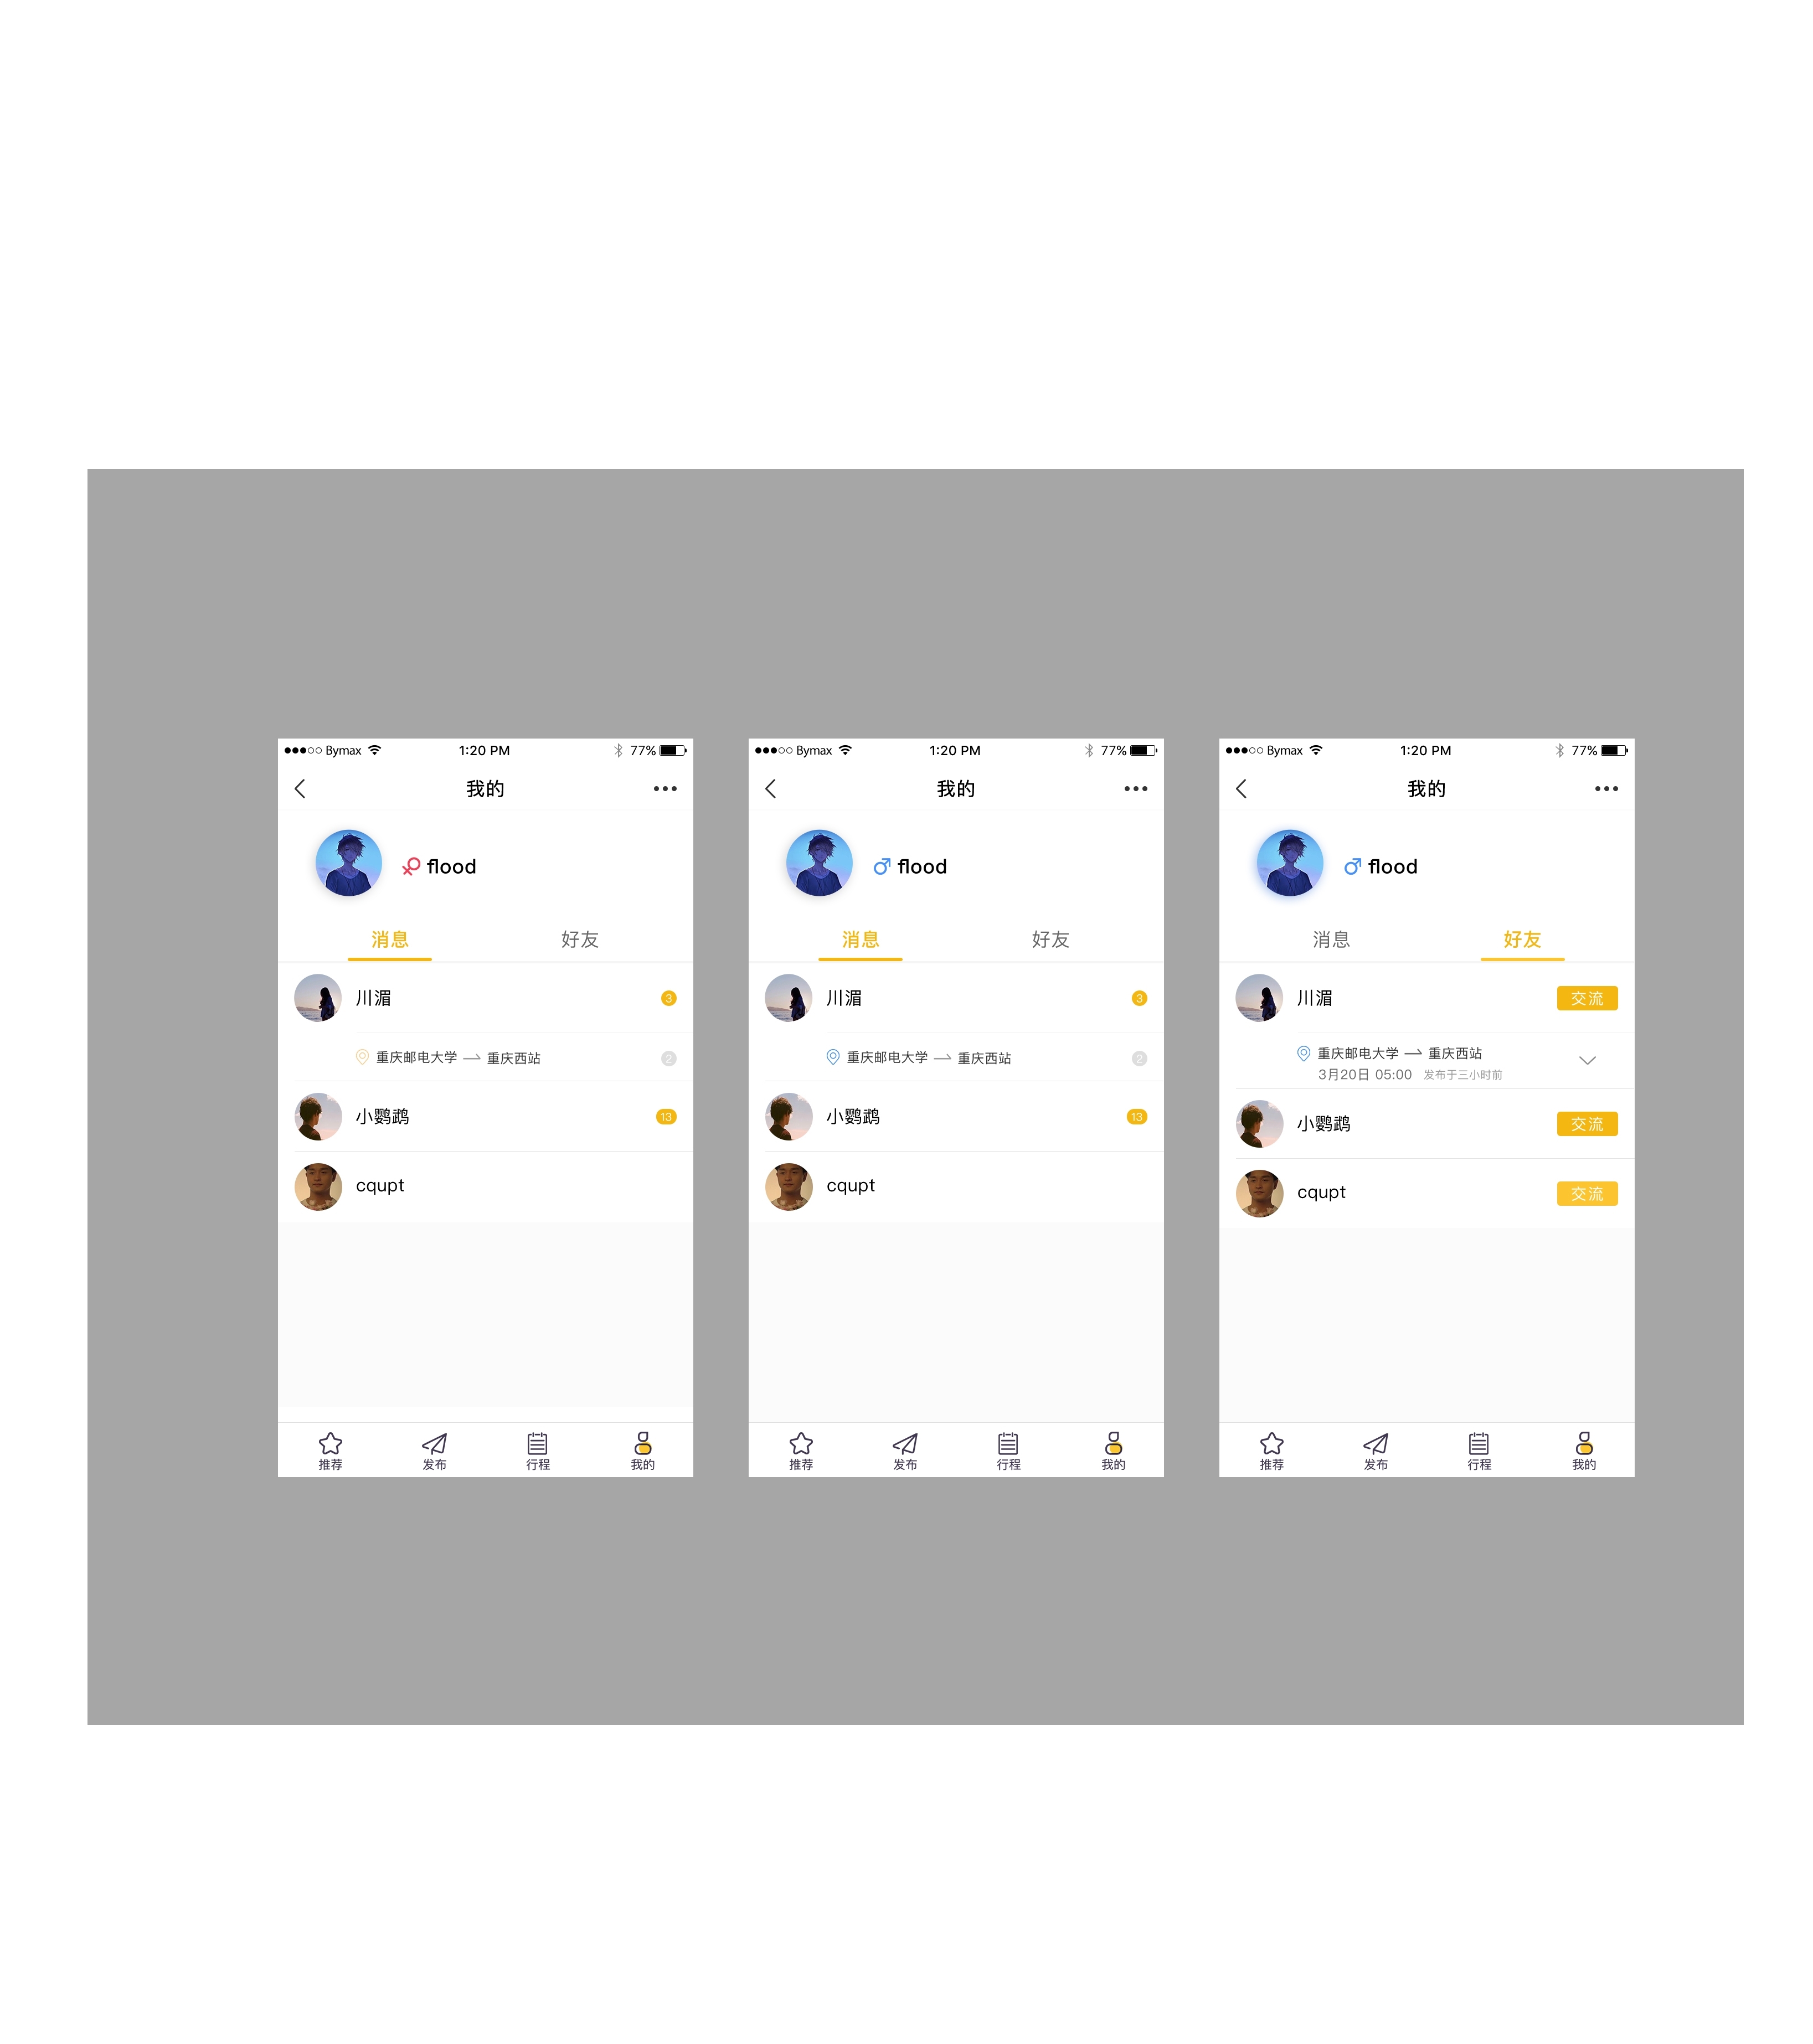 Bymax 1:20 PM 77%
我的
flood
消息 好友
川湄 3
重庆邮电大学 重庆西站 2
小鹦鹉 13
cqupt
推荐 发布 行程 我的
Bymax 1:20 PM 77%
我的
flood
消息 好友
川湄 3
重庆邮电大学 重庆西站 2
小鹦鹉 13
cqupt
推荐 发布 行程 我的
Bymax 1:20 PM 77%
我的
flood
消息 好友
川湄 交流
重庆邮电大学 重庆西站
3月20日 05:00 发布于三小时前
小鹦鹉 交流
cqupt 交流
推荐 发布 行程 我的